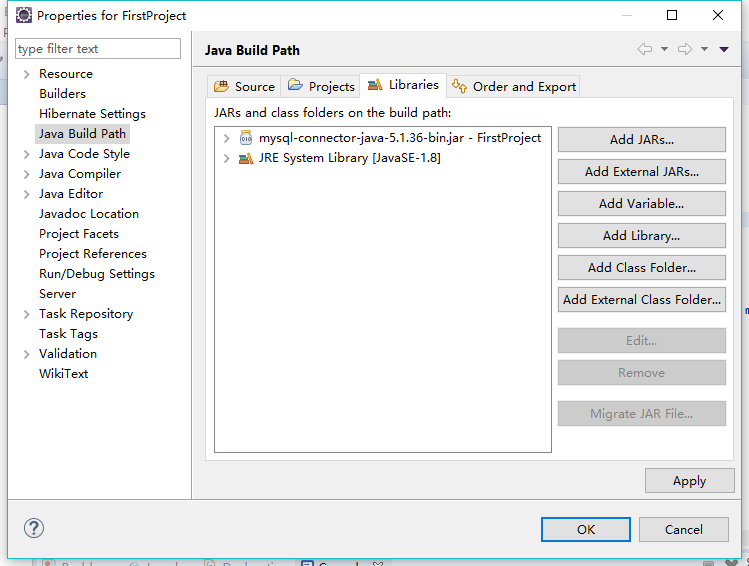 Properties for FirstProject
type filter text
Resource
Builders
Hibernate Settings
Java Build Path
Java Code Style
Java Compiler
Java Editor
Javadoc Location
Project Facets
Project References
Run/Debug Settings
Server
Task Repository
Task Tags
Validation
WikiText
Java Build Path
Source Projects Libraries Order and Export
JARs and class folders on the build path:
mysql-connector-java-5.1.36-bin.jar - FirstProject
JRE System Library [JavaSE-1.8]
Add JARs...
Add External JARs...
Add Variable...
Add Library...
Add Class Folder...
Add External Class Folder...
Edit...
Remove
Migrate JAR File...
Apply
OK Cancel